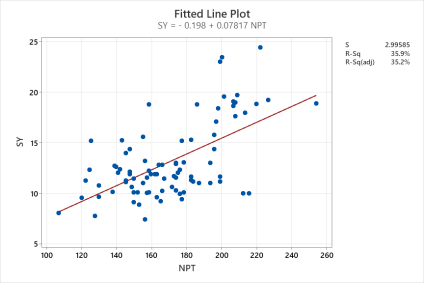 Fitted Line Plot
SY = - 0.198 + 0.07817 NPT
S 2.99585
R-Sq 35.9%
R-Sq(adj) 35.2%
25
20
15
10
5
SY
100 120 140 160 180 200 220 240 260
NPT